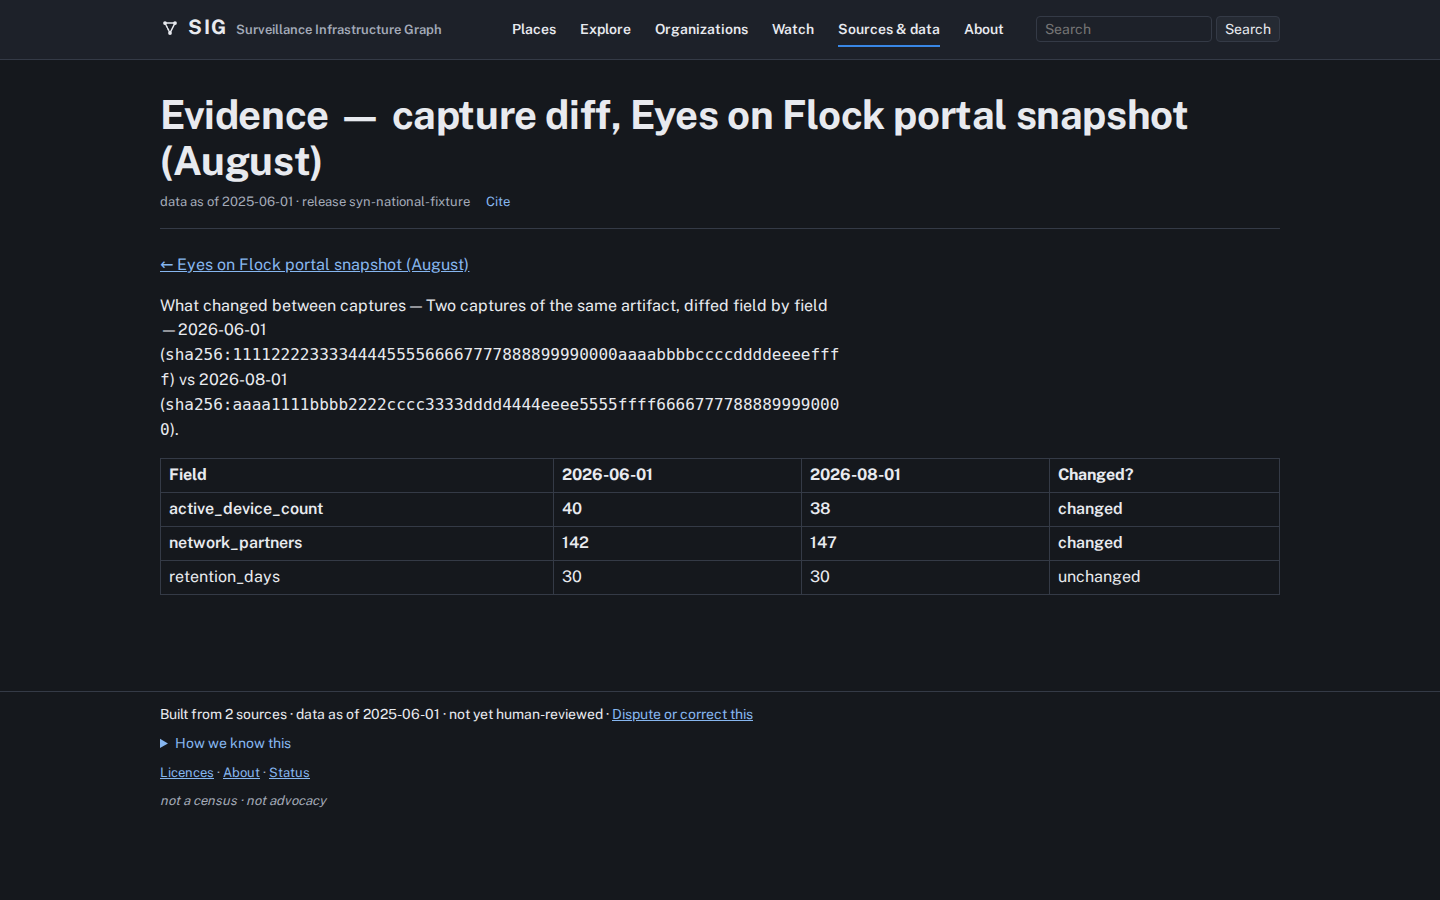 SIG Surveillance Infrastructure Graph Places Explore Organizations Watch Sources & data About Search Search
Evidence — capture diff, Eyes on Flock portal snapshot
(August)
data as of 2025-06-01 · release syn-national-fixture Cite
← Eyes on Flock portal snapshot (August)
What changed between captures — Two captures of the same artifact, diffed field by field
— 2026-06-01
(sha256:1111222233334444555566667777888899990000aaaabbbbccccddddeeeefff
f) vs 2026-08-01
(sha256:aaaa1111bbbb2222cccc3333dddd4444eeee5555ffff6666777788889999000
0).
Field 2026-06-01 2026-08-01 Changed?
active_device_count 40 38 changed
network_partners 142 147 changed
retention_days 30 30 unchanged
Built from 2 sources · data as of 2025-06-01 · not yet human-reviewed · Dispute or correct this
▶ How we know this
Licences · About · Status
not a census · not advocacy